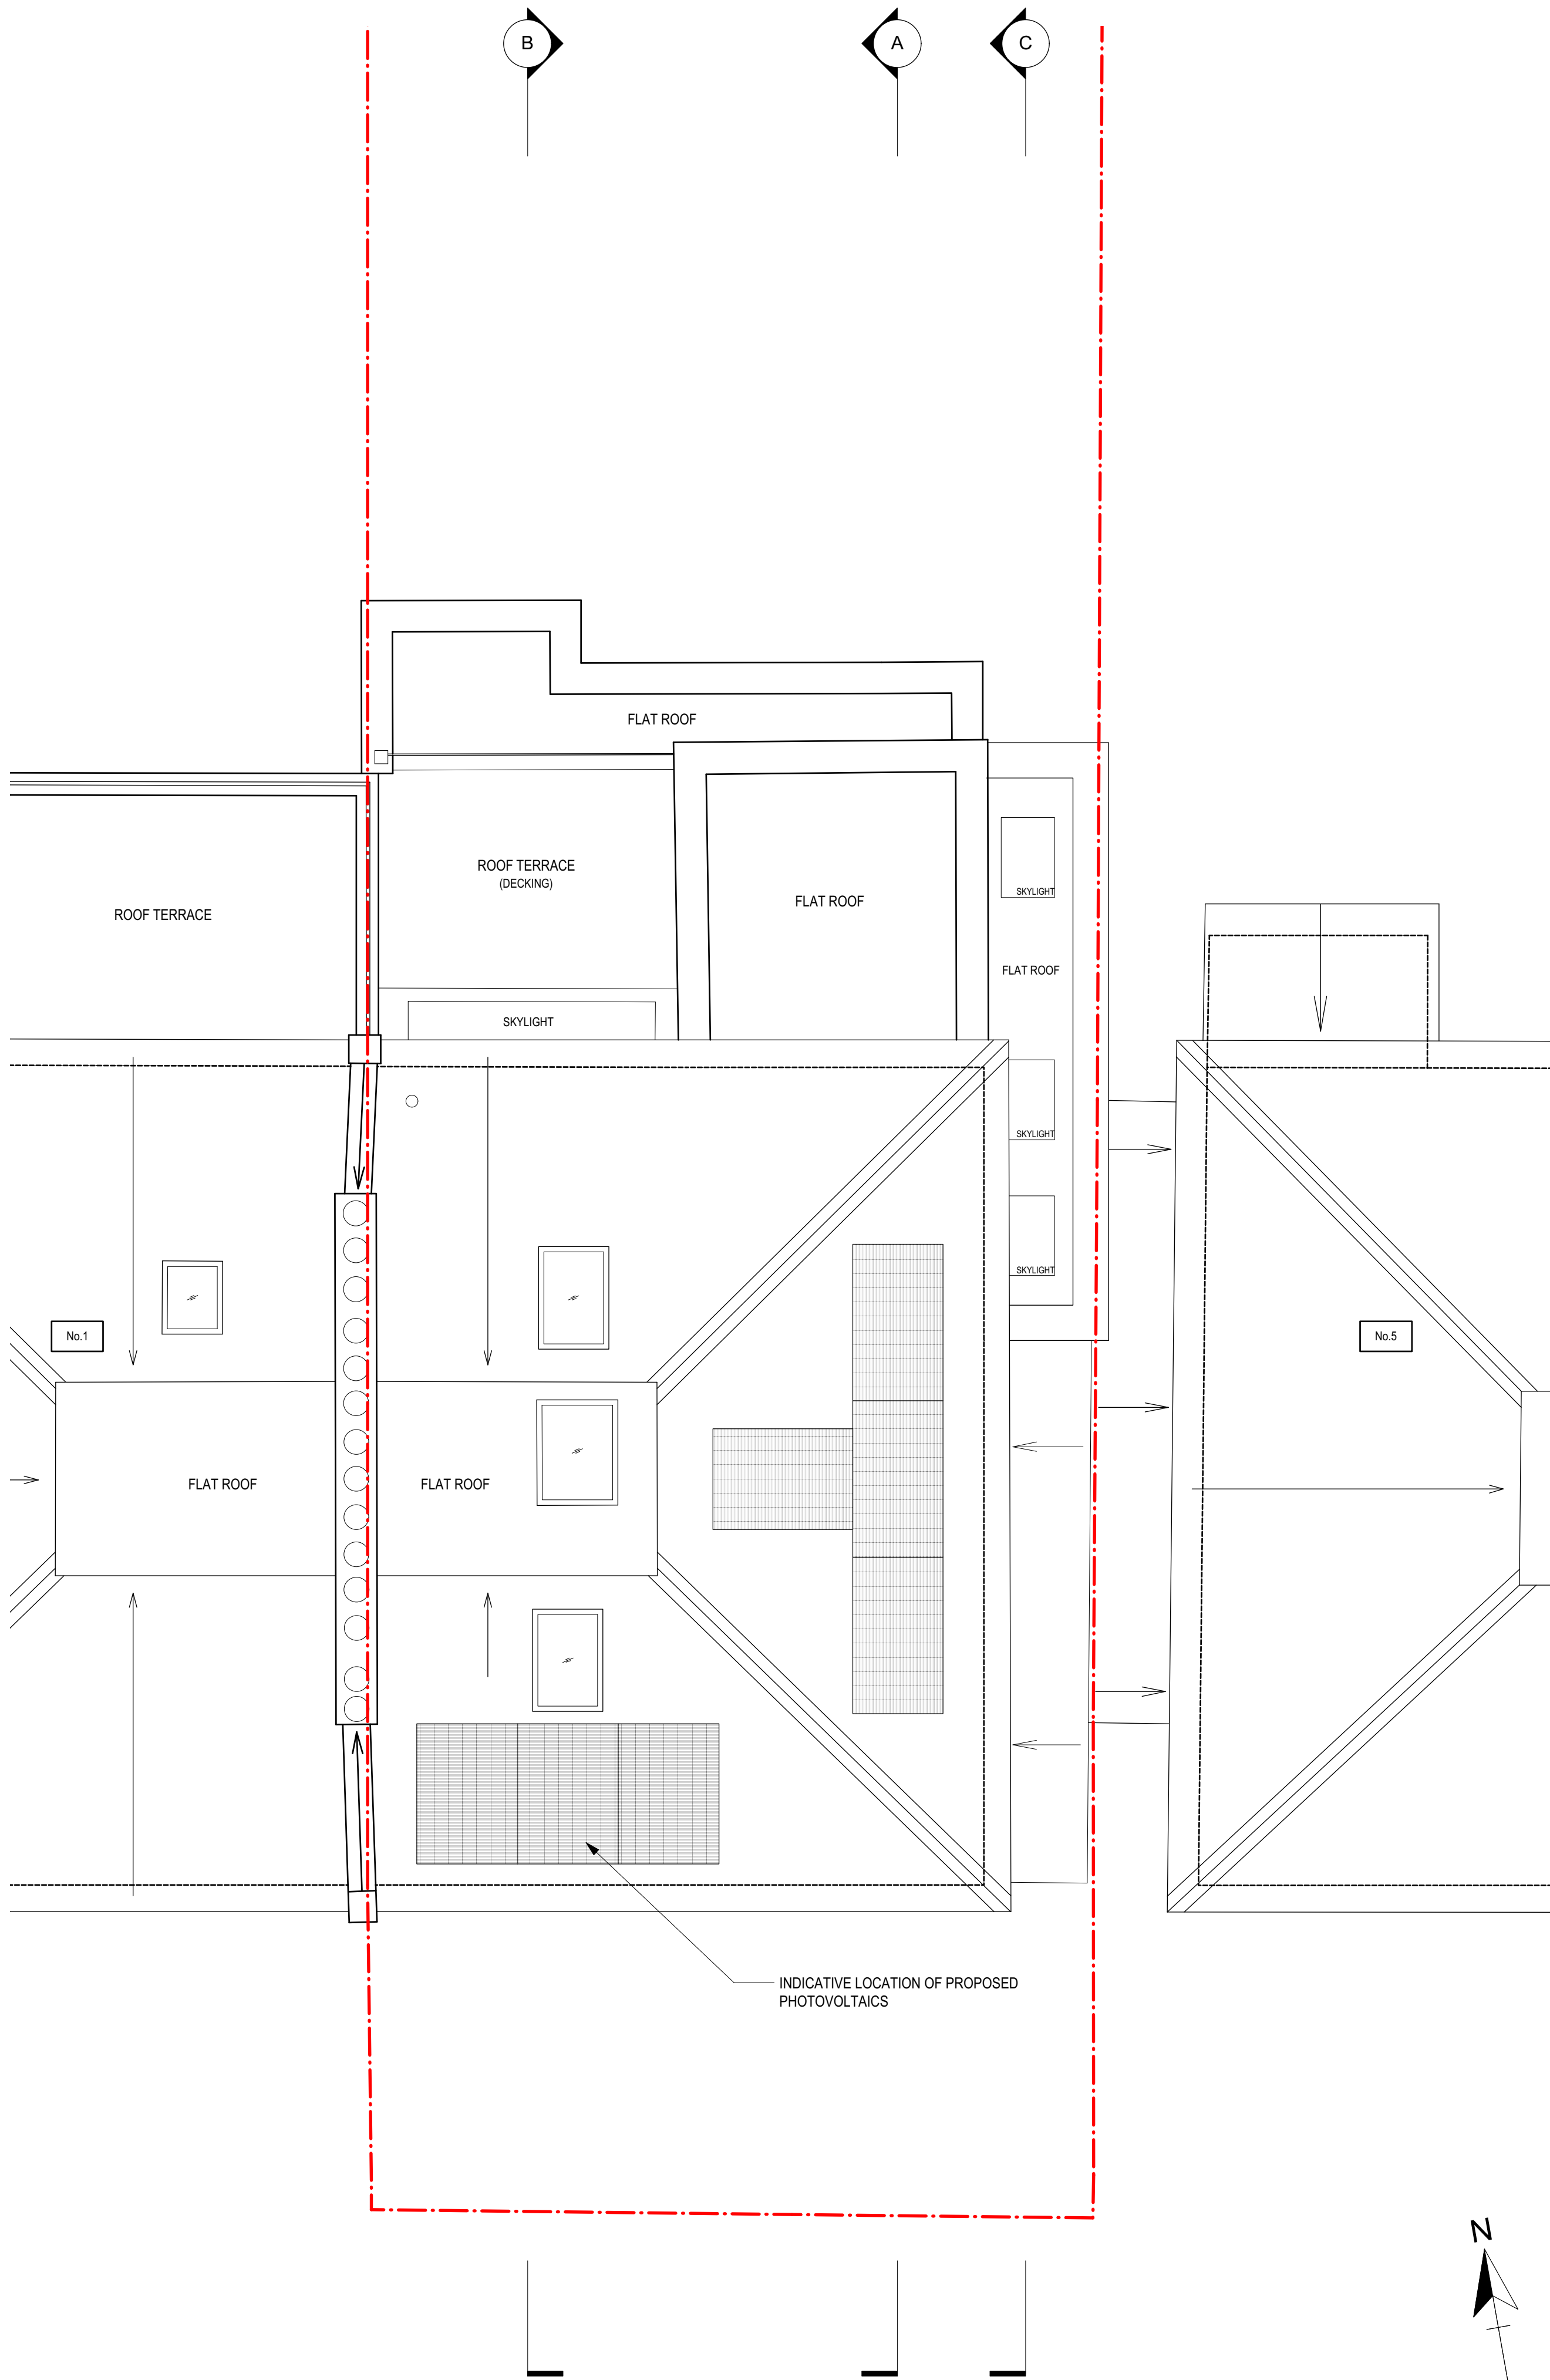 B
A
C
FLAT ROOF
ROOF TERRACE
(DECKING)
SKYLIGHT
FLAT ROOF
ROOF TERRACE
FLAT ROOF
SKYLIGHT
SKYLIGHT
SKYLIGHT
No.1
No.5
FLAT ROOF
FLAT ROOF
INDICATIVE LOCATION OF PROPOSED
PHOTOVOLTAICS
N